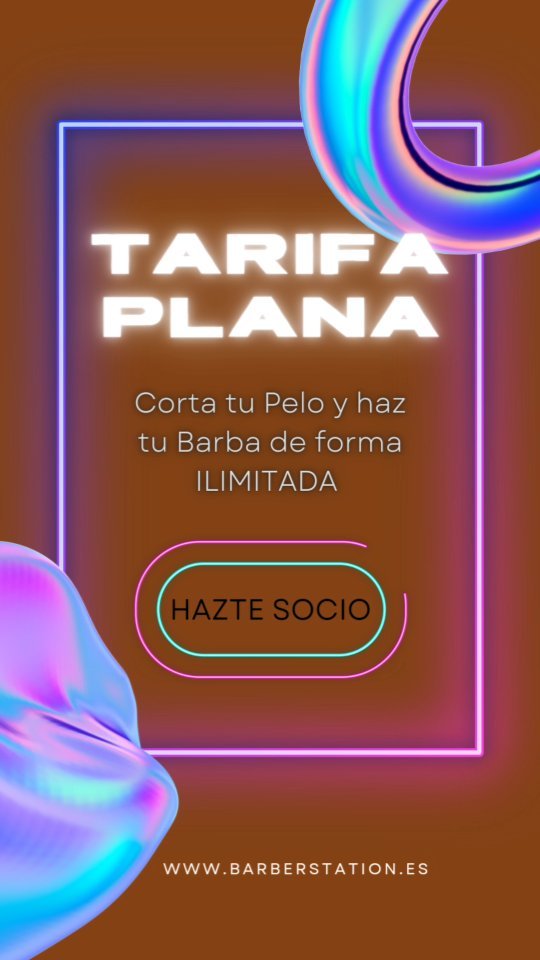 TARIFA
PLANA
Corta tu Pelo y haz
tu Barba de forma
ILIMITADA
HAZTE SOCIO
WWW.BARBERSTATION.ES